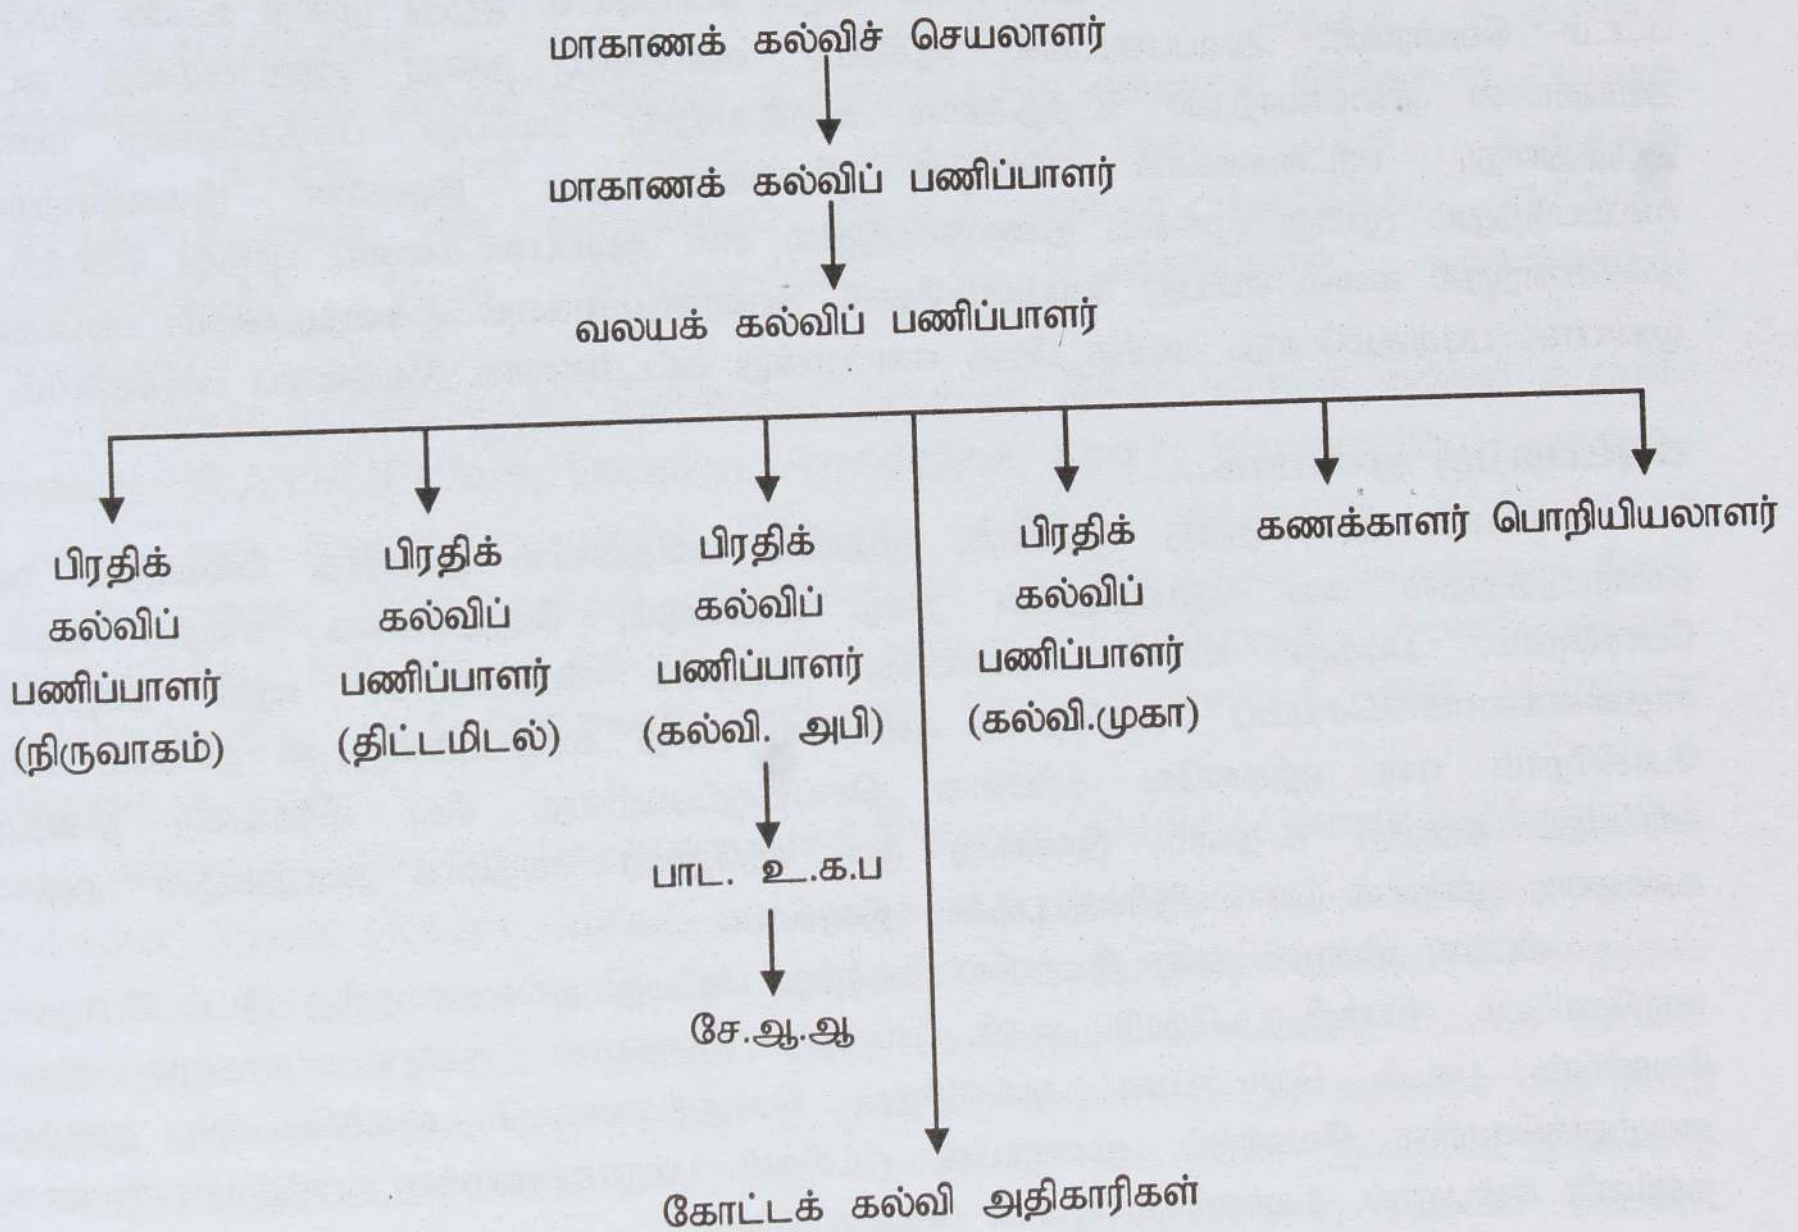 மாகாணக் கல்விச் செயலாளர்
மாகாணக் கல்விப் பணிப்பாளர்
வலயக் கல்விப் பணிப்பாளர்
பிரதிக்
கல்விப்
பணிப்பாளர்
(நிருவாகம்)
பிரதிக்
கல்விப்
பணிப்பாளர்
(திட்டமிடல்)
பிரதிக்
கல்விப்
பணிப்பாளர்
(கல்வி. அபி)
பிரதிக்
கல்விப்
பணிப்பாளர்
(கல்வி.முகா)
கணக்காளர்
பொறியியலாளர்
பாட. உ.க.ப
சே.ஆ.ஆ
கோட்டக் கல்வி அதிகாரிகள்